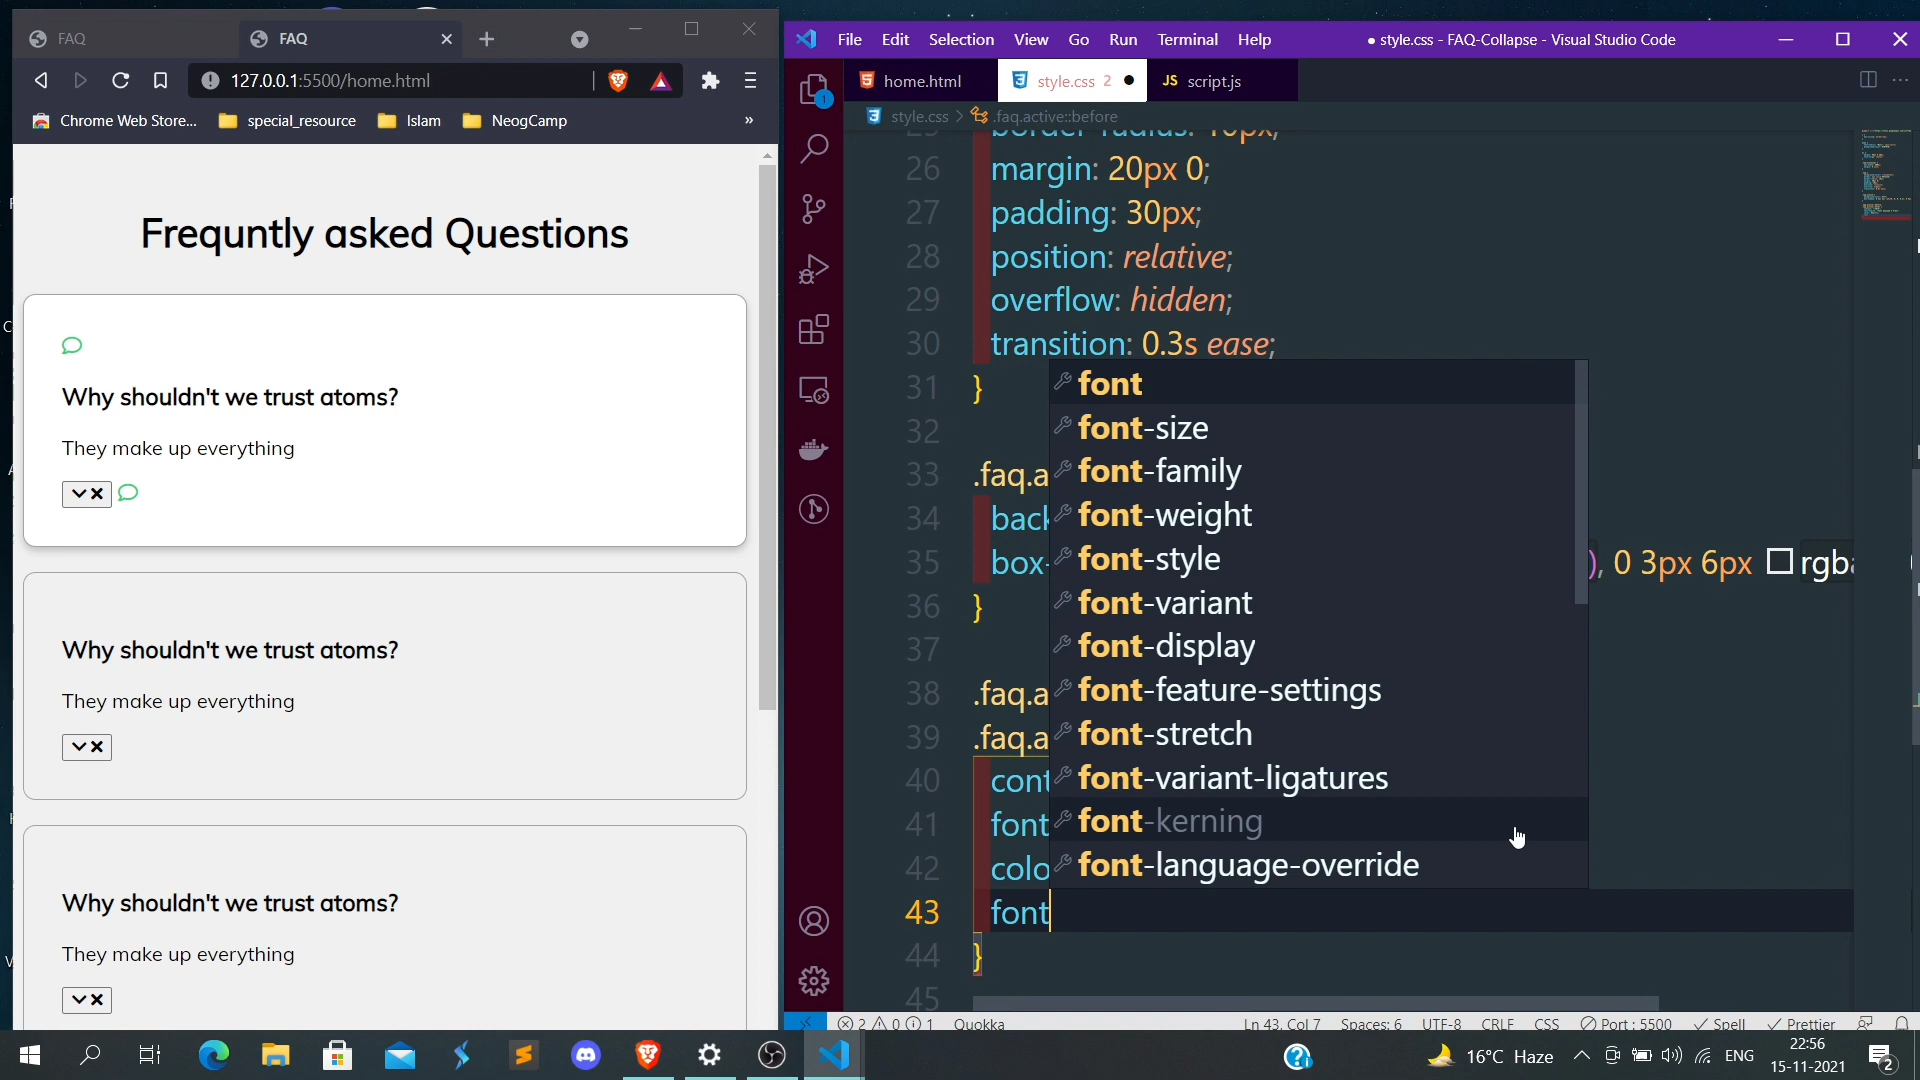 FAQ
FAQ
127.0.0.1:5500/home.html
Chrome Web Store...
special_resource
Islam
NeogCamp
»
Frequntly asked Questions
Why shouldn't we trust atoms?
They make up everything
Why shouldn't we trust atoms?
They make up everything
Why shouldn't we trust atoms?
They make up everything
File Edit Selection View Go Run Terminal Help
● style.css - FAQ-Collapse - Visual Studio Code
home.html
style.css 2
JS script.js
style.css > .faq.active::before
26 margin: 20px 0;
27 padding: 30px;
28 position: relative;
29 overflow: hidden;
30 transition: 0.3s ease;
31 }
32
33 .faq.a
34 back
35 box- ), 0 3px 6px rgba
36 }
37
38 .faq.a
39 .faq.a
40 cont
41 font
42 colo
43 font
44 }
45
font
font-size
font-family
font-weight
font-style
font-variant
font-display
font-feature-settings
font-stretch
font-variant-ligatures
font-kerning
font-language-override
2 0 1 Quokka
Ln 43, Col 7 Spaces: 6 UTF-8 CRLF CSS Port : 5500 Spell Prettier
16°C Haze
ENG
22:56
15-11-2021
2